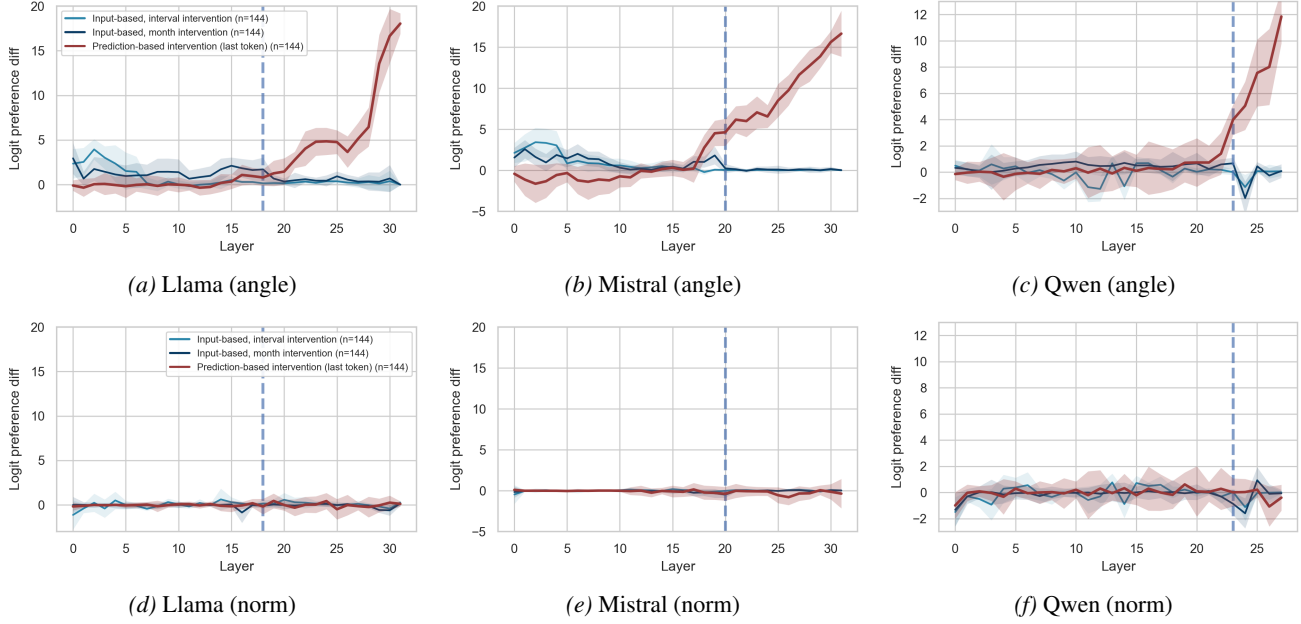 Logit preference diff
20
15
10
5
0
Input-based, interval intervention (n=144)
Input-based, month intervention (n=144)
Prediction-based intervention (last token) (n=144)
0 5 10 15 20 25 30
Layer
(a) Llama (angle)
Logit preference diff
20
15
10
5
0
−5
0 5 10 15 20 25 30
Layer
(b) Mistral (angle)
Logit preference diff
12
10
8
6
4
2
0
−2
0 5 10 15 20 25
Layer
(c) Qwen (angle)
Logit preference diff
20
15
10
5
0
Input-based, interval intervention (n=144)
Input-based, month intervention (n=144)
Prediction-based intervention (last token) (n=144)
0 5 10 15 20 25 30
Layer
(d) Llama (norm)
Logit preference diff
20
15
10
5
0
−5
0 5 10 15 20 25 30
Layer
(e) Mistral (norm)
Logit preference diff
12
10
8
6
4
2
0
−2
0 5 10 15 20 25
Layer
(f) Qwen (norm)